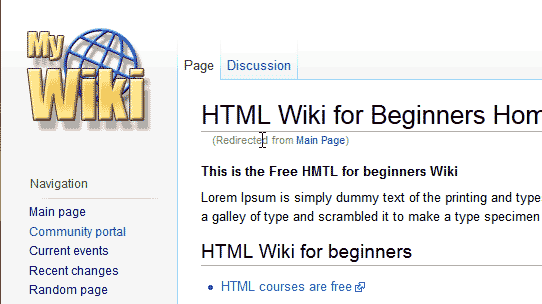 My
Wiki
Page
Discussion
HTML Wiki for Beginners Hom
(Redirected from Main Page)
This is the Free HMTL for beginners Wiki
Lorem Ipsum is simply dummy text of the printing and type
a galley of type and scrambled it to make a type specimen
HTML Wiki for beginners
HTML courses are free
Navigation
Main page
Community portal
Current events
Recent changes
Random page